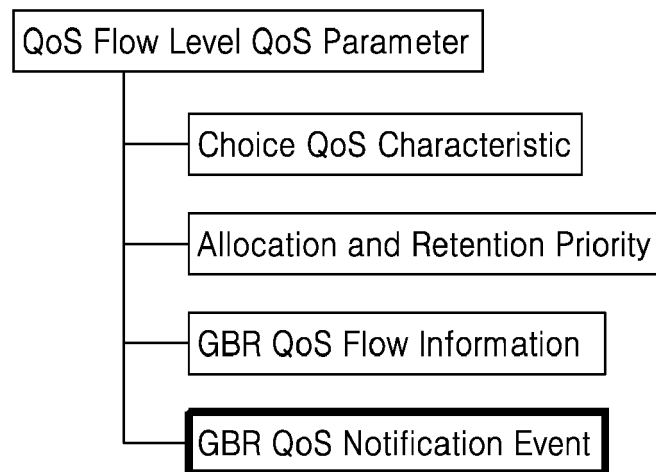 QoS Flow Level QoS Parameter
Choice QoS Characteristic
Allocation and Retention Priority
GBR QoS Flow Information
GBR QoS Notification Event